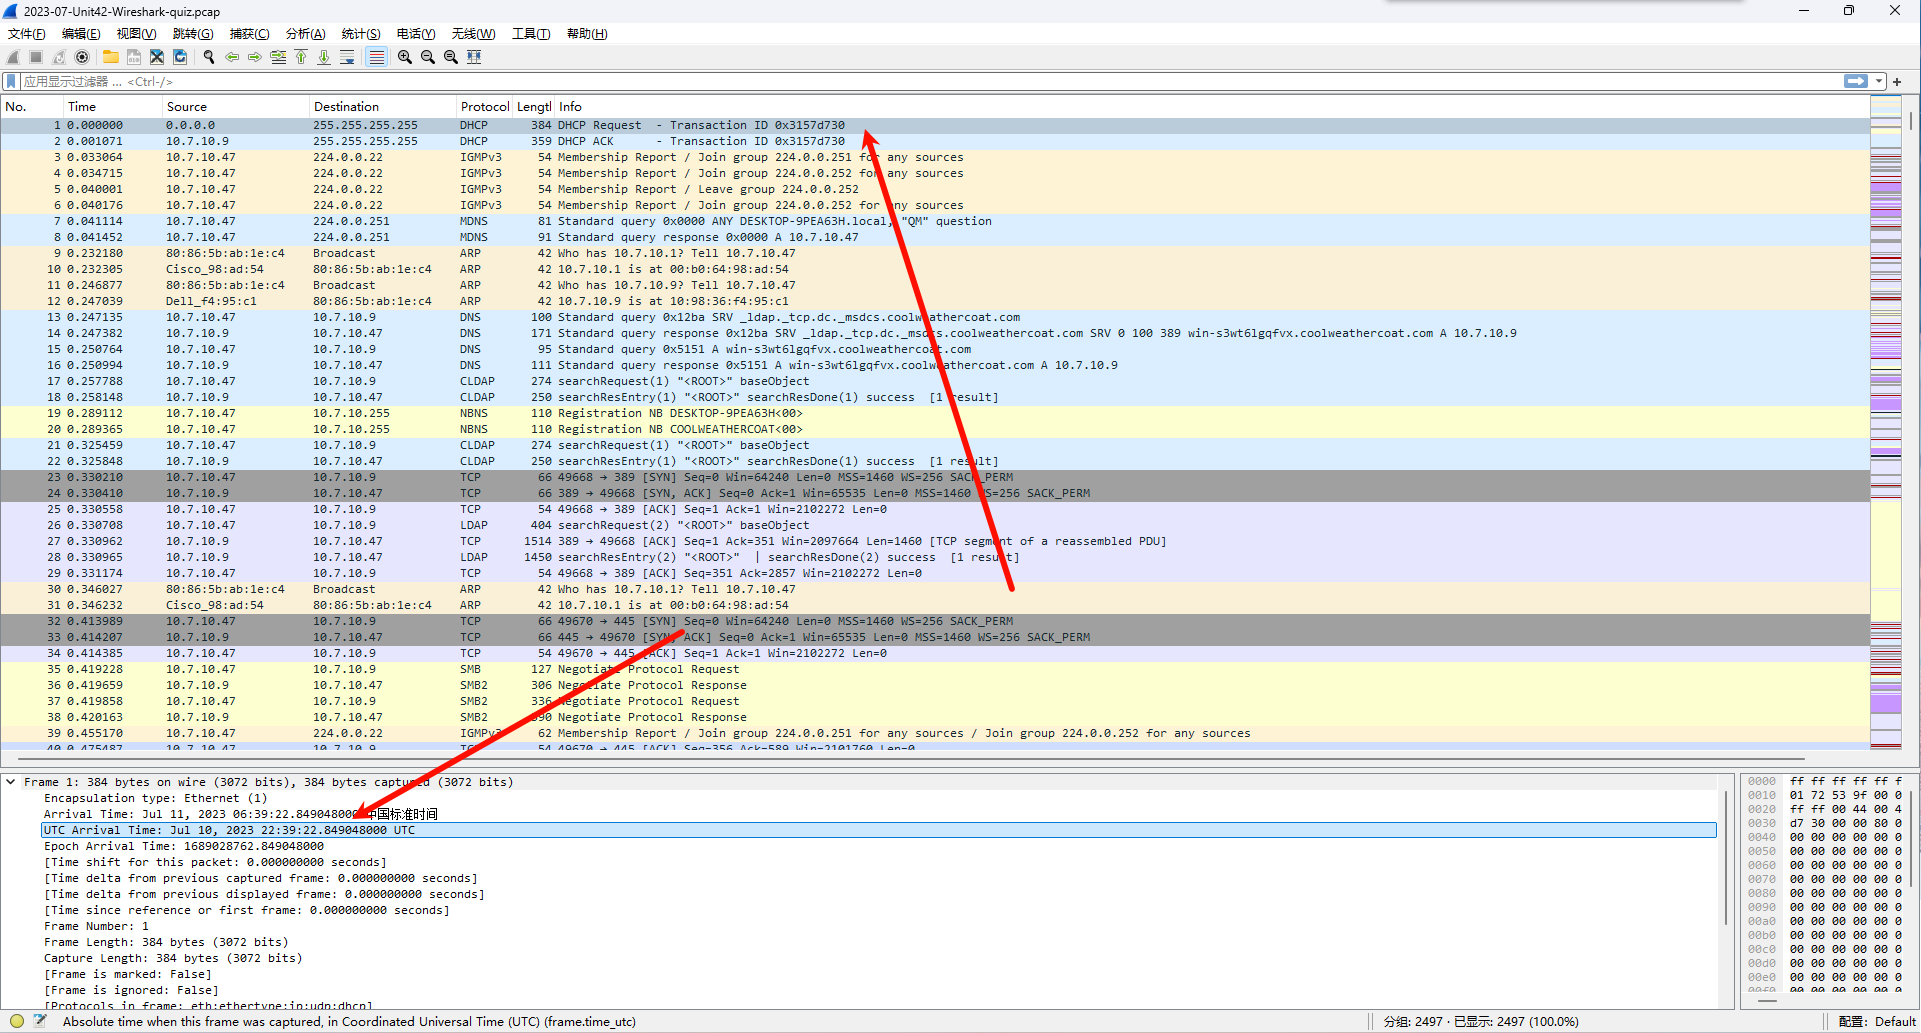 2023-07-Unit42-Wireshark-quiz.pcap
文件(F) 编辑(E) 视图(V) 跳转(G) 捕获(C) 分析(A) 统计(S) 电话(Y) 无线(W) 工具(T) 帮助(H)
应用显示过滤器 … <Ctrl-/>
No. Time Source Destination Protocol Lengtl Info
1 0.000000 0.0.0.0 255.255.255.255 DHCP 384 DHCP Request - Transaction ID 0x3157d730
2 0.001071 10.7.10.9 255.255.255.255 DHCP 359 DHCP ACK - Transaction ID 0x3157d730
3 0.033064 10.7.10.47 224.0.0.22 IGMPv3 54 Membership Report / Join group 224.0.0.251 for any sources
4 0.034715 10.7.10.47 224.0.0.22 IGMPv3 54 Membership Report / Join group 224.0.0.252 for any sources
5 0.040001 10.7.10.47 224.0.0.22 IGMPv3 54 Membership Report / Leave group 224.0.0.252
6 0.040176 10.7.10.47 224.0.0.22 IGMPv3 54 Membership Report / Join group 224.0.0.252 for any sources
7 0.041114 10.7.10.47 224.0.0.251 MDNS 81 Standard query 0x0000 ANY DESKTOP-9PEA63H.local, "QM" question
8 0.041452 10.7.10.47 224.0.0.251 MDNS 91 Standard query response 0x0000 A 10.7.10.47
9 0.232180 80:86:5b:ab:1e:c4 Broadcast ARP 42 Who has 10.7.10.1? Tell 10.7.10.47
10 0.232305 Cisco_98:ad:54 80:86:5b:ab:1e:c4 ARP 42 10.7.10.1 is at 00:b0:64:98:ad:54
11 0.246877 80:86:5b:ab:1e:c4 Broadcast ARP 42 Who has 10.7.10.9? Tell 10.7.10.47
12 0.247039 Dell_f4:95:c1 80:86:5b:ab:1e:c4 ARP 42 10.7.10.9 is at 10:98:36:f4:95:c1
13 0.247135 10.7.10.47 10.7.10.9 DNS 100 Standard query 0x12ba SRV _ldap._tcp.dc._msdcs.coolweathercoat.com
14 0.247382 10.7.10.9 10.7.10.47 DNS 171 Standard query response 0x12ba SRV _ldap._tcp.dc._msdcs.coolweathercoat.com SRV 0 100 389 win-s3wt6lgqfvx.coolweathercoat.com A 10.7.10.9
15 0.250764 10.7.10.47 10.7.10.9 DNS 95 Standard query 0x5151 A win-s3wt6lgqfvx.coolweathercoat.com
16 0.250994 10.7.10.9 10.7.10.47 DNS 111 Standard query response 0x5151 A win-s3wt6lgqfvx.coolweathercoat.com A 10.7.10.9
17 0.257788 10.7.10.47 10.7.10.9 CLDAP 274 searchRequest(1) "<ROOT>" baseObject
18 0.258148 10.7.10.9 10.7.10.47 CLDAP 250 searchResEntry(1) "<ROOT>" searchResDone(1) success [1 result]
19 0.289112 10.7.10.47 10.7.10.255 NBNS 110 Registration NB DESKTOP-9PEA63H<00>
20 0.289365 10.7.10.47 10.7.10.255 NBNS 110 Registration NB COOLWEATHERCOAT<00>
21 0.325459 10.7.10.47 10.7.10.9 CLDAP 274 searchRequest(1) "<ROOT>" baseObject
22 0.325848 10.7.10.9 10.7.10.47 CLDAP 250 searchResEntry(1) "<ROOT>" searchResDone(1) success [1 result]
23 0.330210 10.7.10.47 10.7.10.9 TCP 66 49668 → 389 [SYN] Seq=0 Win=64240 Len=0 MSS=1460 WS=256 SACK_PERM
24 0.330410 10.7.10.9 10.7.10.47 TCP 66 389 → 49668 [SYN, ACK] Seq=0 Ack=1 Win=65535 Len=0 MSS=1460 WS=256 SACK_PERM
25 0.330558 10.7.10.47 10.7.10.9 TCP 54 49668 → 389 [ACK] Seq=1 Ack=1 Win=2102272 Len=0
26 0.330708 10.7.10.47 10.7.10.9 LDAP 404 searchRequest(2) "<ROOT>" baseObject
27 0.330962 10.7.10.9 10.7.10.47 TCP 1514 389 → 49668 [ACK] Seq=1 Ack=351 Win=2097664 Len=1460 [TCP segment of a reassembled PDU]
28 0.330965 10.7.10.9 10.7.10.47 LDAP 1450 searchResEntry(2) "<ROOT>" | searchResDone(2) success [1 result]
29 0.331174 10.7.10.47 10.7.10.9 TCP 54 49668 → 389 [ACK] Seq=351 Ack=2857 Win=2102272 Len=0
30 0.346027 80:86:5b:ab:1e:c4 Broadcast ARP 42 Who has 10.7.10.1? Tell 10.7.10.47
31 0.346232 Cisco_98:ad:54 80:86:5b:ab:1e:c4 ARP 42 10.7.10.1 is at 00:b0:64:98:ad:54
32 0.413989 10.7.10.47 10.7.10.9 TCP 66 49670 → 445 [SYN] Seq=0 Win=64240 Len=0 MSS=1460 WS=256 SACK_PERM
33 0.414207 10.7.10.9 10.7.10.47 TCP 66 445 → 49670 [SYN, ACK] Seq=0 Ack=1 Win=65535 Len=0 MSS=1460 WS=256 SACK_PERM
34 0.414385 10.7.10.47 10.7.10.9 TCP 54 49670 → 445 [ACK] Seq=1 Ack=1 Win=2102272 Len=0
35 0.419228 10.7.10.47 10.7.10.9 SMB 127 Negotiate Protocol Request
36 0.419659 10.7.10.9 10.7.10.47 SMB2 306 Negotiate Protocol Response
37 0.419858 10.7.10.47 10.7.10.9 SMB2 336 Negotiate Protocol Request
38 0.420163 10.7.10.9 10.7.10.47 SMB2 390 Negotiate Protocol Response
39 0.455170 10.7.10.47 224.0.0.22 IGMPv3 62 Membership Report / Join group 224.0.0.251 for any sources / Join group 224.0.0.252 for any sources
40 0.475487 10.7.10.47 10.7.10.9 TCP 54 49670 → 445 [ACK] Seq=356 Ack=589 Win=2101760 Len=0
Frame 1: 384 bytes on wire (3072 bits), 384 bytes captured (3072 bits)
Encapsulation type: Ethernet (1)
Arrival Time: Jul 11, 2023 06:39:22.849048000 中国标准时间
UTC Arrival Time: Jul 10, 2023 22:39:22.849048000 UTC
Epoch Arrival Time: 1689028762.849048000
[Time shift for this packet: 0.000000000 seconds]
[Time delta from previous captured frame: 0.000000000 seconds]
[Time delta from previous displayed frame: 0.000000000 seconds]
[Time since reference or first frame: 0.000000000 seconds]
Frame Number: 1
Frame Length: 384 bytes (3072 bits)
Capture Length: 384 bytes (3072 bits)
[Frame is marked: False]
[Frame is ignored: False]
[Protocols in frame: eth:ethertype:ip:udp:dhcp]
0000 ff ff ff ff ff ff f
0010 01 72 53 9f 00 00 0
0020 ff ff 00 44 00 4
0030 d7 30 00 00 80 0
0040 00 00 00 00 00 0
0050 00 00 00 00 00 0
0060 00 00 00 00 00 0
0070 00 00 00 00 00 0
0080 00 00 00 00 00 0
0090 00 00 00 00 00 0
00a0 00 00 00 00 00 0
00b0 00 00 00 00 00 0
00c0 00 00 00 00 00 0
00d0 00 00 00 00 00 0
00e0 00 00 00 00 00 0
00f0 00 00 00 00 00 0
Absolute time when this frame was captured, in Coordinated Universal Time (UTC) (frame.time_utc)
分组: 2497 · 已显示: 2497 (100.0%)
配置: Default